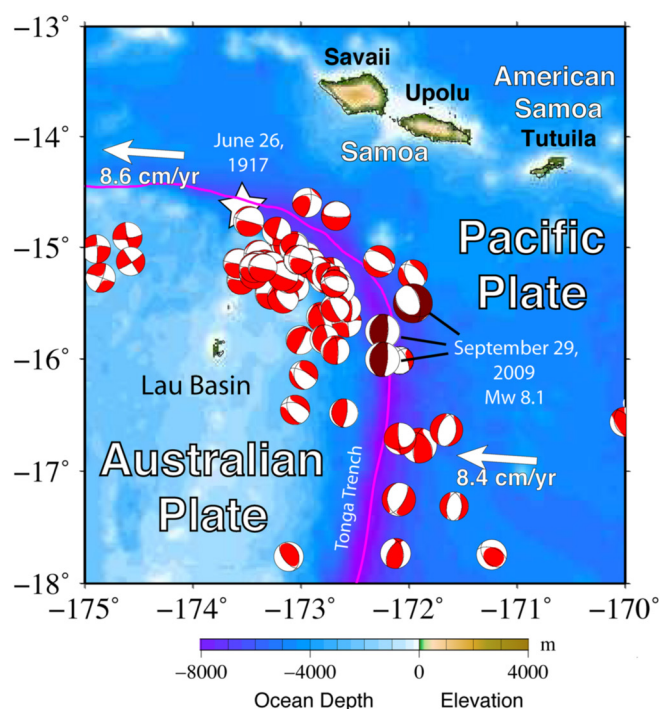 −13°
−14°
−15°
−16°
−17°
−18°
Savaii
Upolu
American
Samoa
Tutuila
Samoa
June 26,
1917
8.6 cm/yr
Pacific
Plate
September 29,
2009
Mw 8.1
Lau Basin
Australian
Plate
8.4 cm/yr
Tonga Trench
−175° −174° −173° −172° −171° −170°
m
−8000 −4000 0 4000
Ocean Depth Elevation